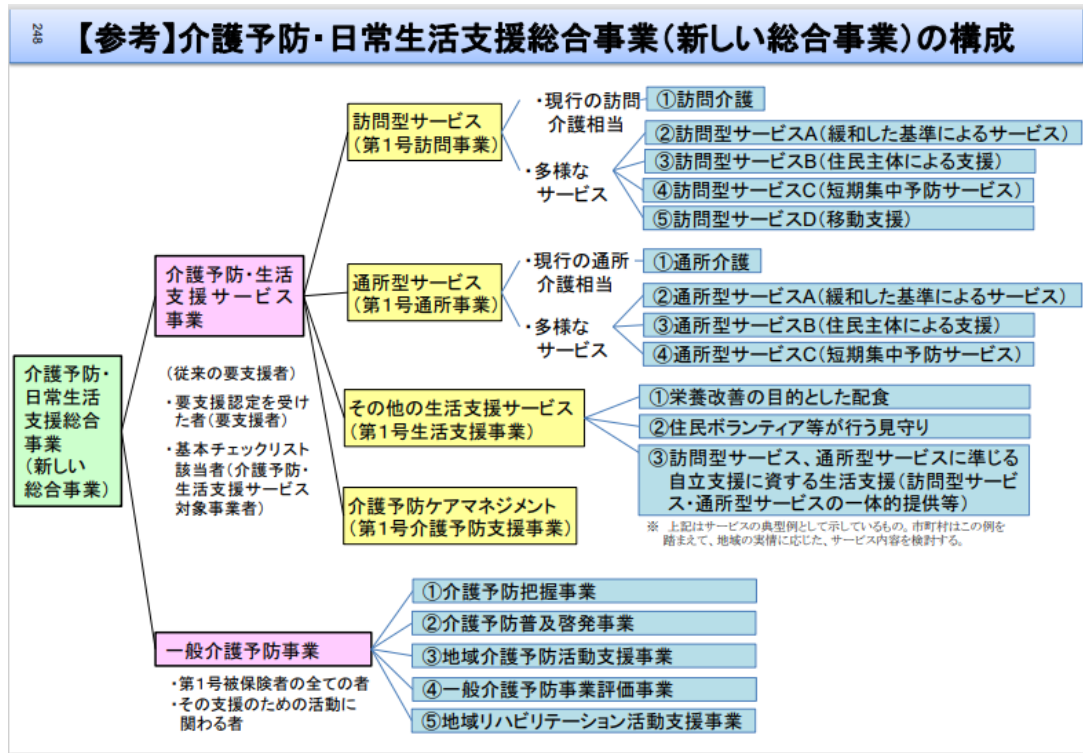 248
【参考】介護予防・日常生活支援総合事業(新しい総合事業)の構成
介護予防・
日常生活
支援総合
事業
(新しい
総合事業)
介護予防・生活
支援サービス
事業
(従来の要支援者)
・要支援認定を受け
た者(要支援者)
・基本チェックリスト
該当者(介護予防・
生活支援サービス
対象事業者)
訪問型サービス
(第1号訪問事業)
・現行の訪問
介護相当
①訪問介護
・多様な
サービス
②訪問型サービスA(緩和した基準によるサービス)
③訪問型サービスB(住民主体による支援)
④訪問型サービスC(短期集中予防サービス)
⑤訪問型サービスD(移動支援)
通所型サービス
(第1号通所事業)
・現行の通所
介護相当
①通所介護
・多様な
サービス
②通所型サービスA(緩和した基準によるサービス)
③通所型サービスB(住民主体による支援)
④通所型サービスC(短期集中予防サービス)
その他の生活支援サービス
(第1号生活支援事業)
①栄養改善の目的とした配食
②住民ボランティア等が行う見守り
③訪問型サービス、通所型サービスに準じる
自立支援に資する生活支援(訪問型サービ
ス・通所型サービスの一体的提供等)
※ 上記はサービスの典型例として示しているもの。市町村はこの例を
踏まえて、地域の実情に応じた、サービス内容を検討する。
介護予防ケアマネジメント
(第1号介護予防支援事業)
一般介護予防事業
・第1号被保険者の全ての者
・その支援のための活動に
関わる者
①介護予防把握事業
②介護予防普及啓発事業
③地域介護予防活動支援事業
④一般介護予防事業評価事業
⑤地域リハビリテーション活動支援事業